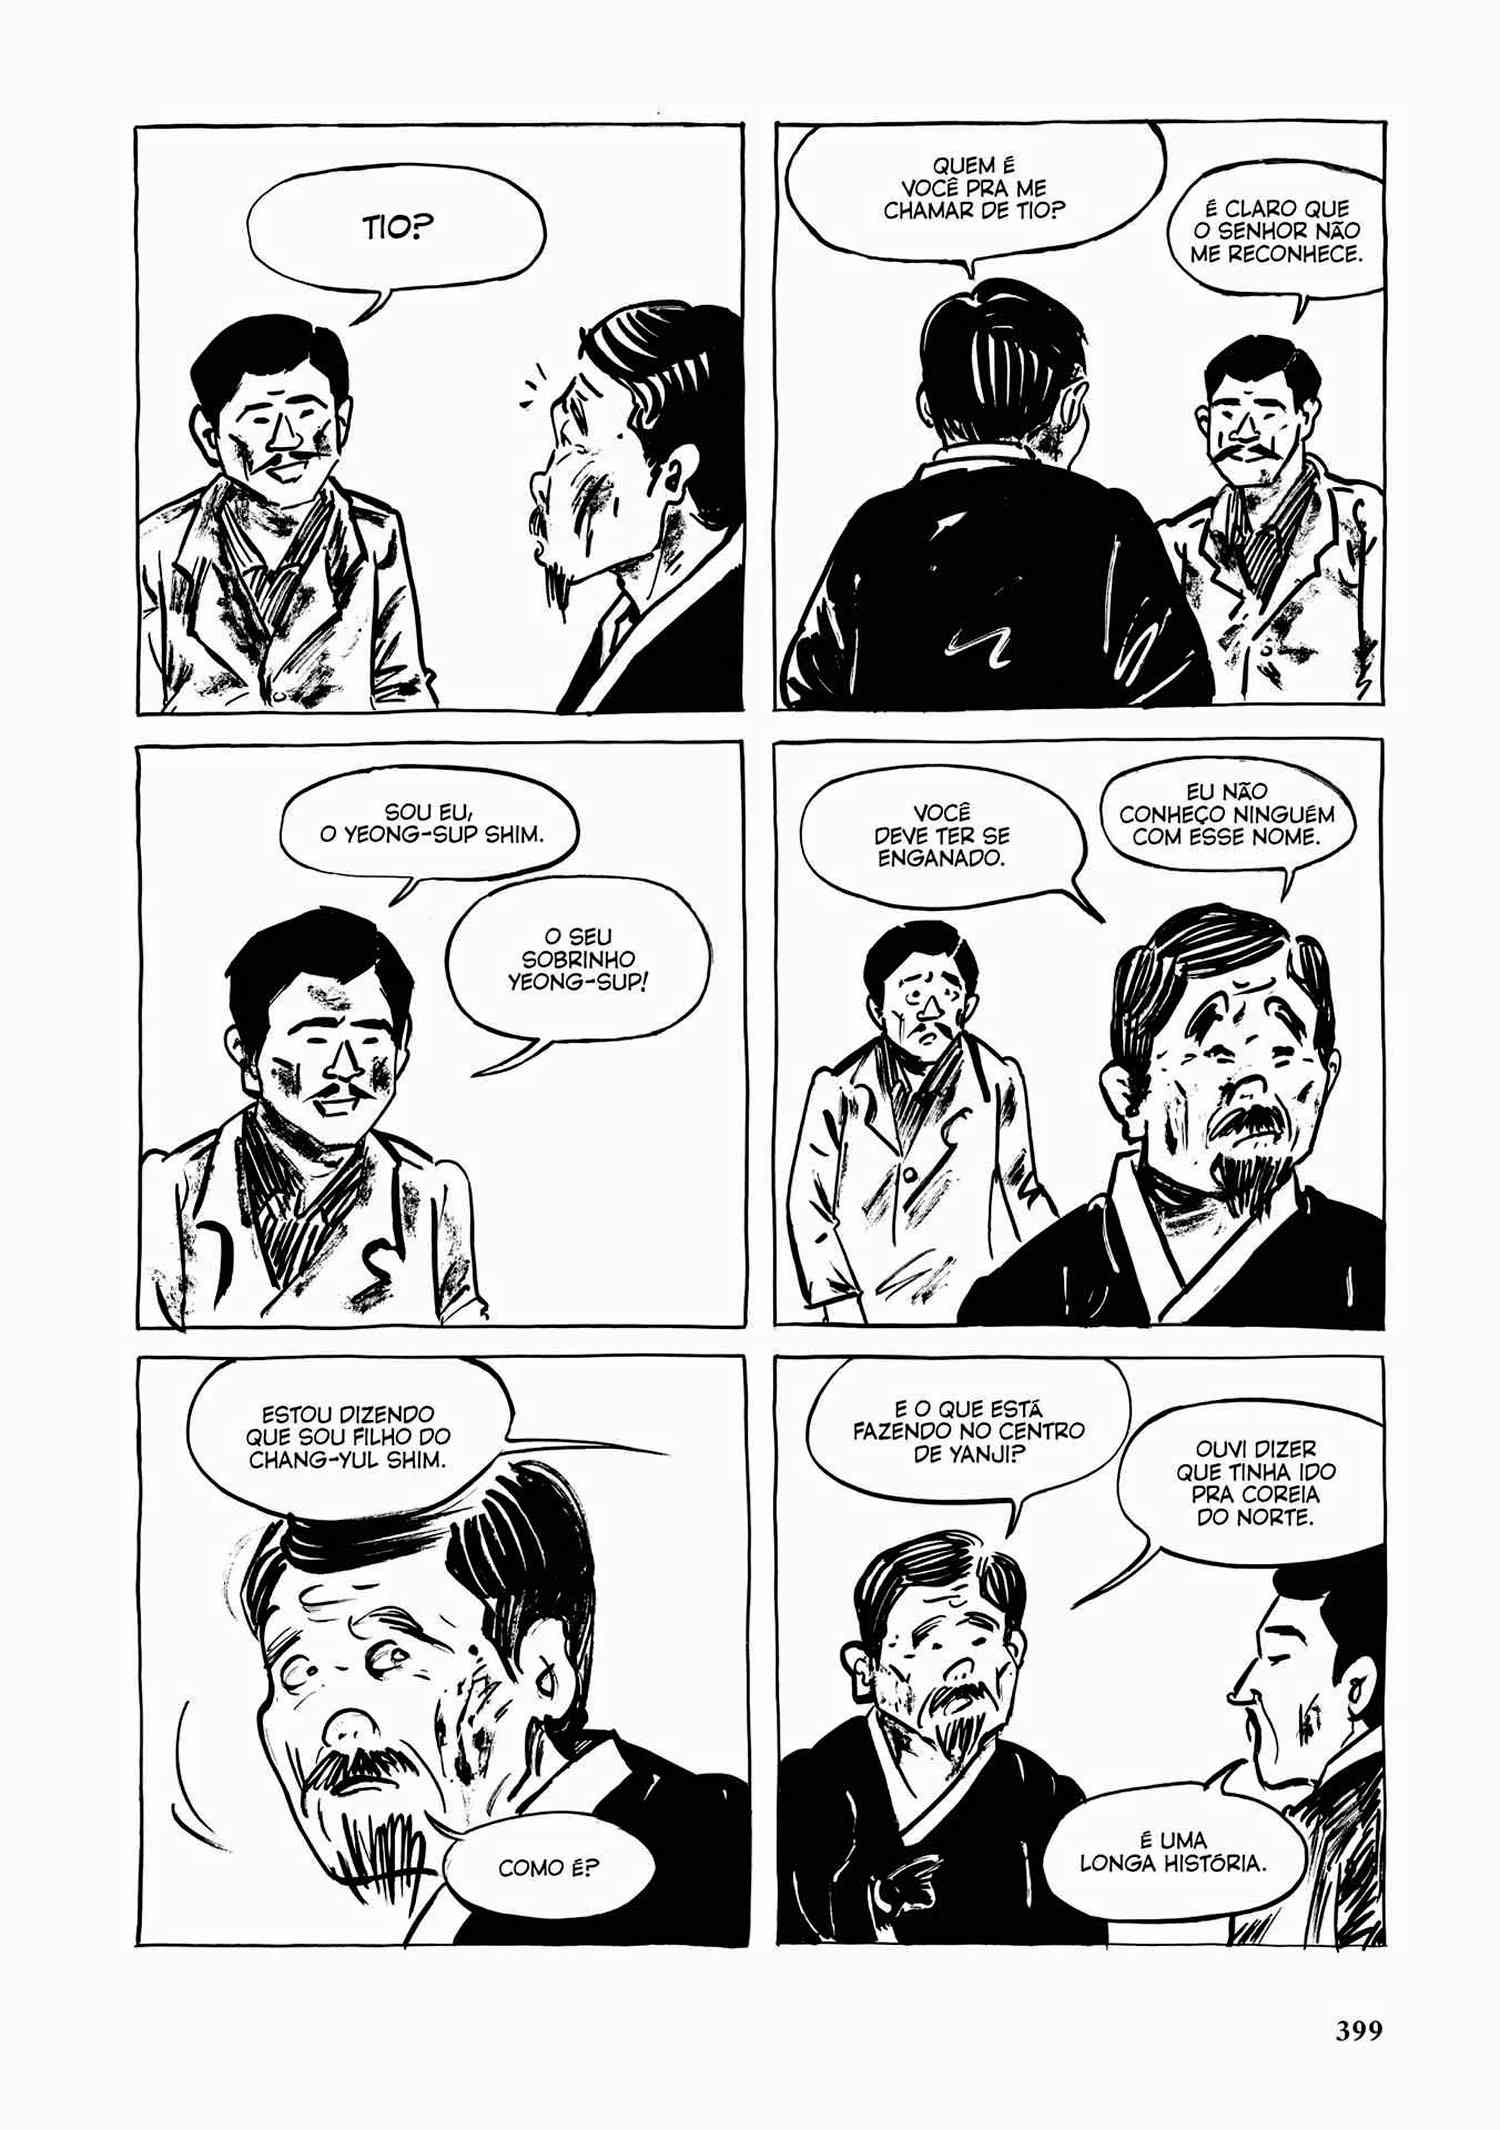 TIO?
QUEM É
VOCÊ PRA ME
CHAMAR DE TIO?
É CLARO QUE
O SENHOR NÃO
ME RECONHECE.
SOU EU,
O YEONG-SUP SHIM.
O SEU
SOBRINHO
YEONG-SUP!
VOCÊ
DEVE TER SE
ENGANADO.
EU NÃO
CONHEÇO NINGUÉM
COM ESSE NOME.
ESTOU DIZENDO
QUE SOU FILHO DO
CHANG-YUL SHIM.
COMO É?
E O QUE ESTÁ
FAZENDO NO CENTRO
DE YANJI?
OUVI DIZER
QUE TINHA IDO
PRA COREIA
DO NORTE.
É UMA
LONGA HISTÓRIA.
399